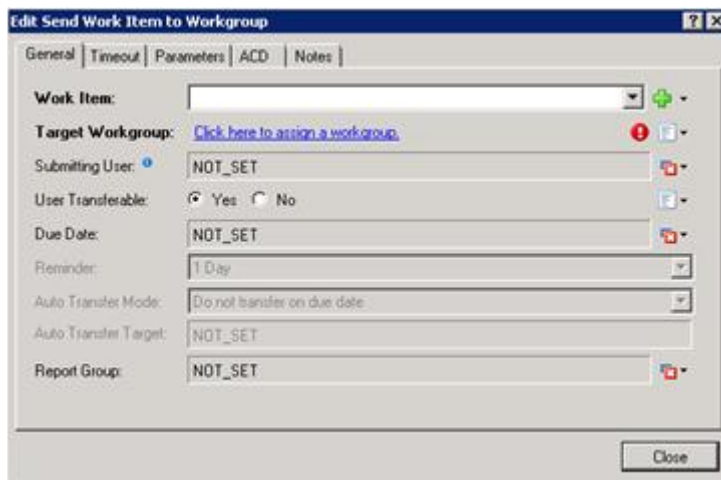 Edit Send Work Item to Workgroup
General Timeout Parameters ACD Notes
Work Item:
Target Workgroup: Click here to assign a workgroup.
Submitting User: NOT_SET
User Transferable: Yes No
Due Date: NOT_SET
Reminder: 1 Day
Auto Transfer Mode: Do not transfer on due date
Auto Transfer Target: NOT_SET
Report Group: NOT_SET
Close